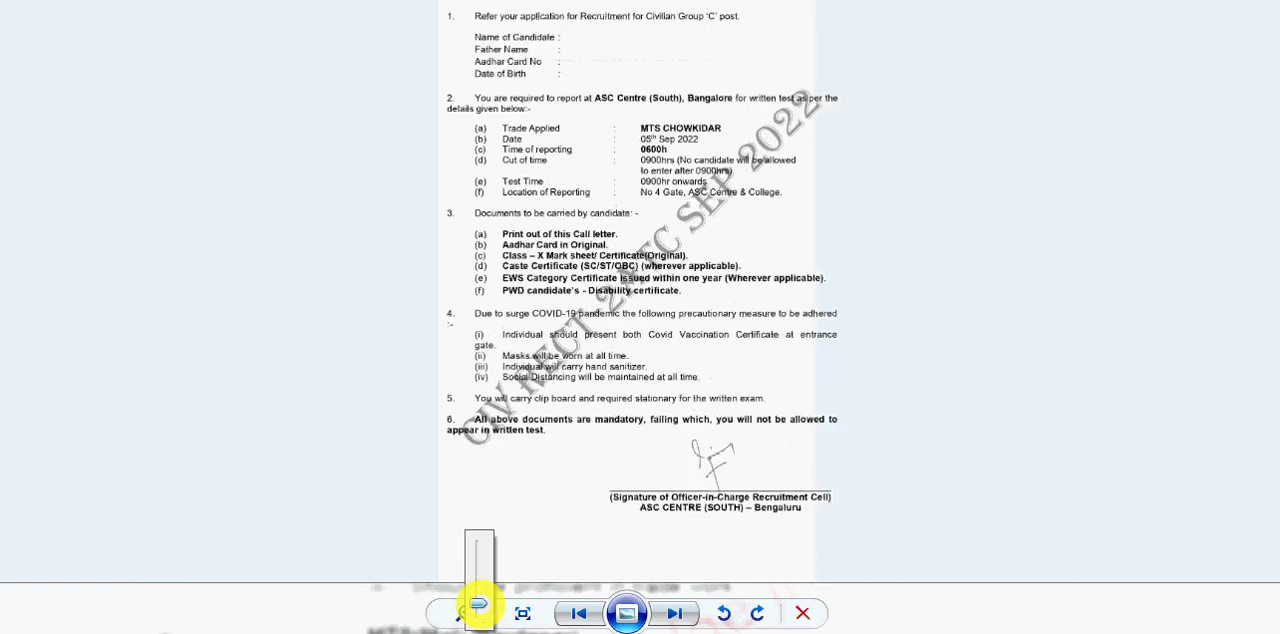 1. Refer your application for Recruitment for Civilian Group 'C' post.
Name of Candidate :
Father Name :
Aadhar Card No :
Date of Birth :
2. You are required to report at ASC Centre (South), Bangalore for written test as per the
details given below:-
(a) Trade Applied : MTS CHOWKIDAR
(b) Date : 05th Sep 2022
(c) Time of reporting : 0600h
(d) Cut of time : 0900hrs (No candidate will be allowed
to enter after 0900hrs)
(e) Test Time : 0900hr onwards
(f) Location of Reporting : No 4 Gate, ASC Centre & College.
3. Documents to be carried by candidate: -
(a) Print out of this Call letter.
(b) Aadhar Card in Original.
(c) Class – X Mark sheet/ Certificate(Original).
(d) Caste Certificate (SC/ST/OBC) (wherever applicable).
(e) EWS Category Certificate issued within one year (Wherever applicable).
(f) PWD candidate's - Disability certificate.
4. Due to surge COVID-19 pandemic the following precautionary measure to be adhered
:-
(i) Individual should present both Covid Vaccination Certificate at entrance
gate.
(ii) Masks will be worn at all time.
(iii) Individual will carry hand sanitizer.
(iv) Social Distancing will be maintained at all time.
5. You will carry clip board and required stationary for the written exam.
6. All above documents are mandatory, failing which, you will not be allowed to
appear in written test.
CIV RECT-2ATC SEP 2022
(Signature of Officer-in-Charge Recruitment Cell)
ASC CENTRE (SOUTH) – Bengaluru